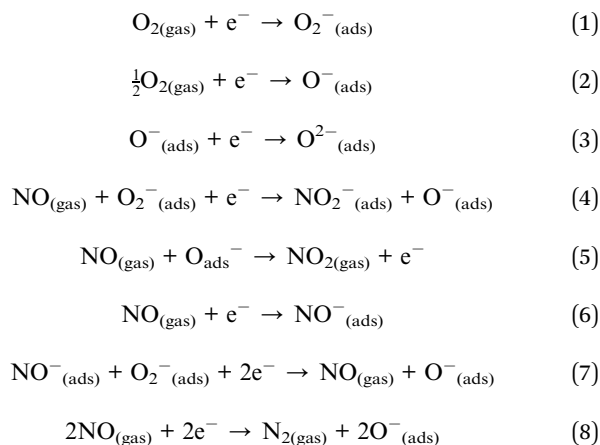 O₂(gas) + e⁻ → O₂⁻(ads) (1)
½O₂(gas) + e⁻ → O⁻(ads) (2)
O⁻(ads) + e⁻ → O²⁻(ads) (3)
NO(gas) + O₂⁻(ads) + e⁻ → NO₂⁻(ads) + O⁻(ads) (4)
NO(gas) + Oads⁻ → NO₂(gas) + e⁻ (5)
NO(gas) + e⁻ → NO⁻(ads) (6)
NO⁻(ads) + O₂⁻(ads) + 2e⁻ → NO(gas) + O⁻(ads) (7)
2NO(gas) + 2e⁻ → N₂(gas) + 2O⁻(ads) (8)